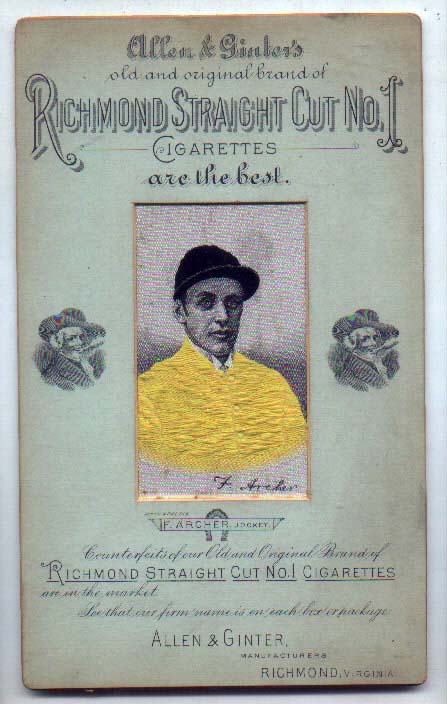 Allen & Ginter's
old and original brand of
RICHMOND STRAIGHT CUT No. 1
CIGARETTES
are the best.
F. Archer
F. ARCHER, JOCKEY.
Counterfeits of our Old and Original Brand of
RICHMOND STRAIGHT CUT No. 1 CIGARETTES
are in the market
See that our firm name is on each box or package
ALLEN & GINTER,
MANUFACTURERS
RICHMOND, VIRGINIA